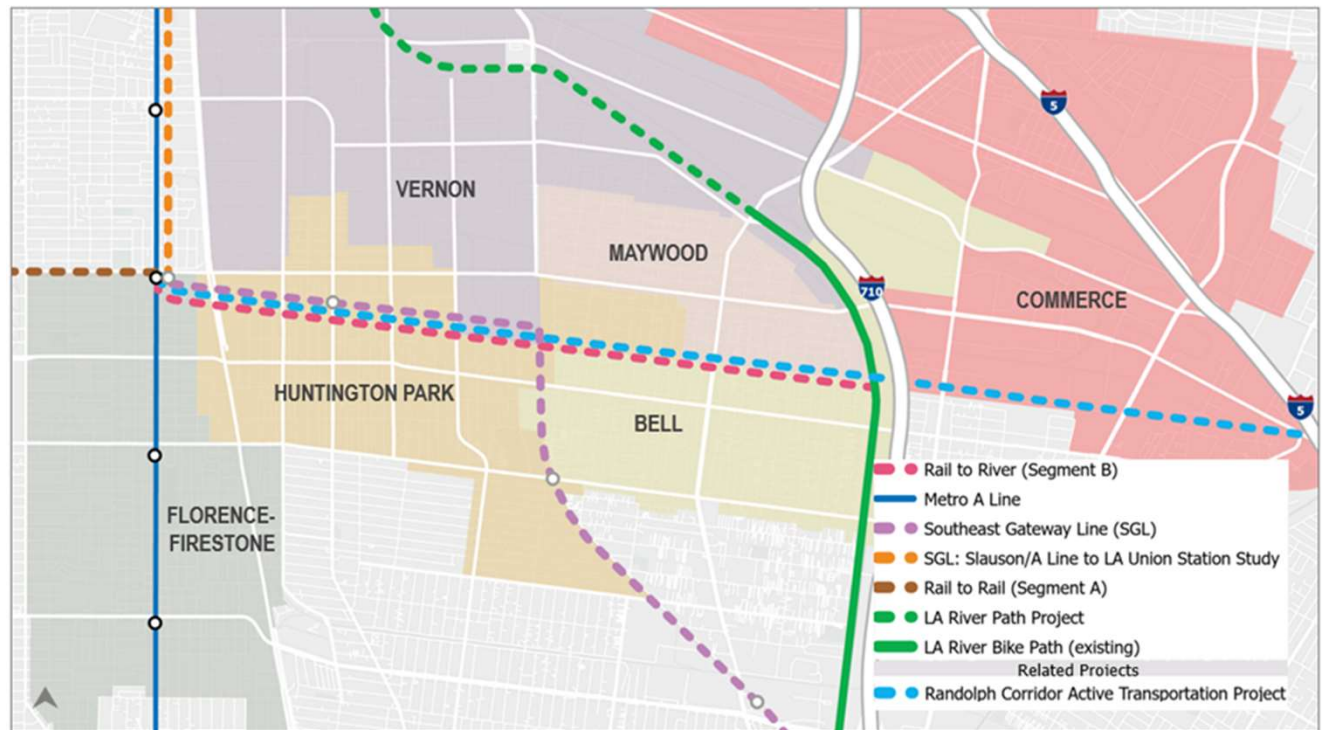 5
VERNON
MAYWOOD
710
COMMERCE
HUNTINGTON PARK
BELL
5
FLORENCE-
FIRESTONE
Rail to River (Segment B)
Metro A Line
Southeast Gateway Line (SGL)
SGL: Slauson/A Line to LA Union Station Study
Rail to Rail (Segment A)
LA River Path Project
LA River Bike Path (existing)
Related Projects
Randolph Corridor Active Transportation Project